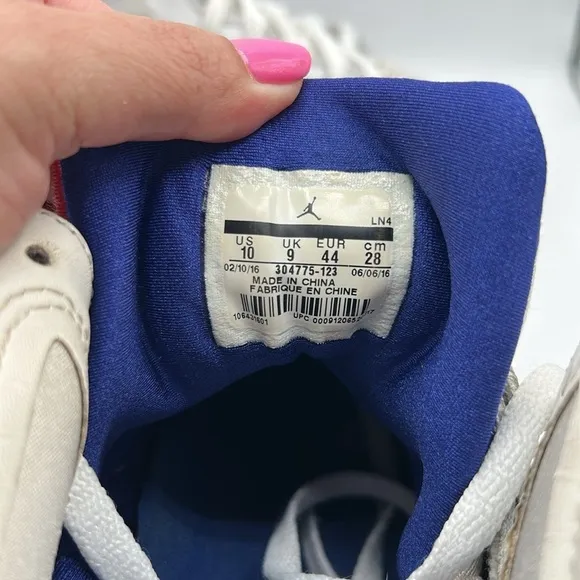 LN4
US UK EUR cm
10 9 44 28
02/10/16 304775-123 06/06/16
MADE IN CHINA
FABRIQUE EN CHINE
UPC